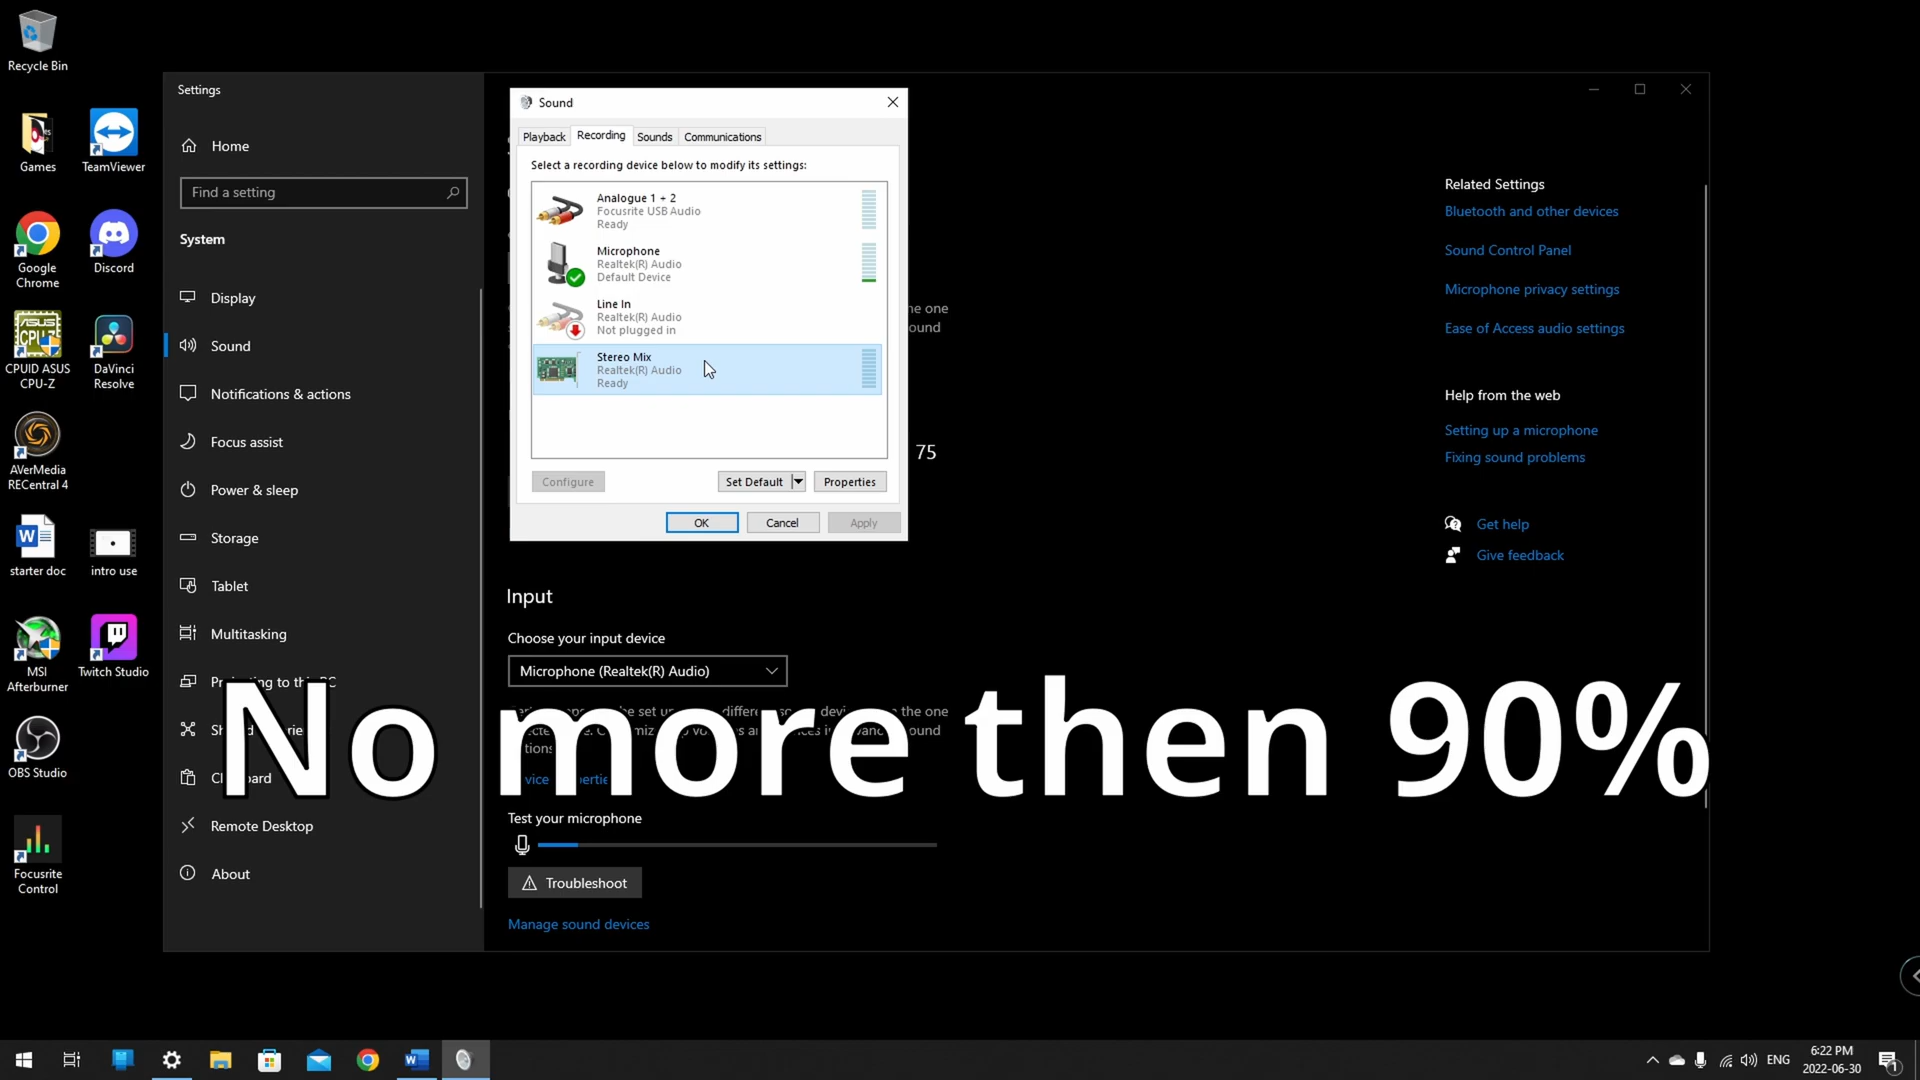 Recycle Bin
Games
TeamViewer
Google
Chrome
Discord
CPUID ASUS
CPU-Z
DaVinci
Resolve
AVerMedia
RECentral 4
starter doc
intro use
MSI
Afterburner
Twitch Studio
OBS Studio
Focusrite
Control
Settings
Home
Find a setting
System
Display
Sound
Notifications & actions
Focus assist
Power & sleep
Storage
Tablet
Multitasking
Remote Desktop
About
Sound
Playback Recording Sounds Communications
Select a recording device below to modify its settings:
Analogue 1 + 2
Focusrite USB Audio
Ready
Microphone
Realtek(R) Audio
Default Device
Line In
Realtek(R) Audio
Not plugged in
Stereo Mix
Realtek(R) Audio
Ready
Configure Set Default Properties
OK Cancel Apply
75
Input
Choose your input device
Microphone (Realtek(R) Audio)
No more then 90%
Test your microphone
Troubleshoot
Manage sound devices
Related Settings
Bluetooth and other devices
Sound Control Panel
Microphone privacy settings
Ease of Access audio settings
Help from the web
Setting up a microphone
Fixing sound problems
Get help
Give feedback
ENG
6:22 PM
2022-06-30
1